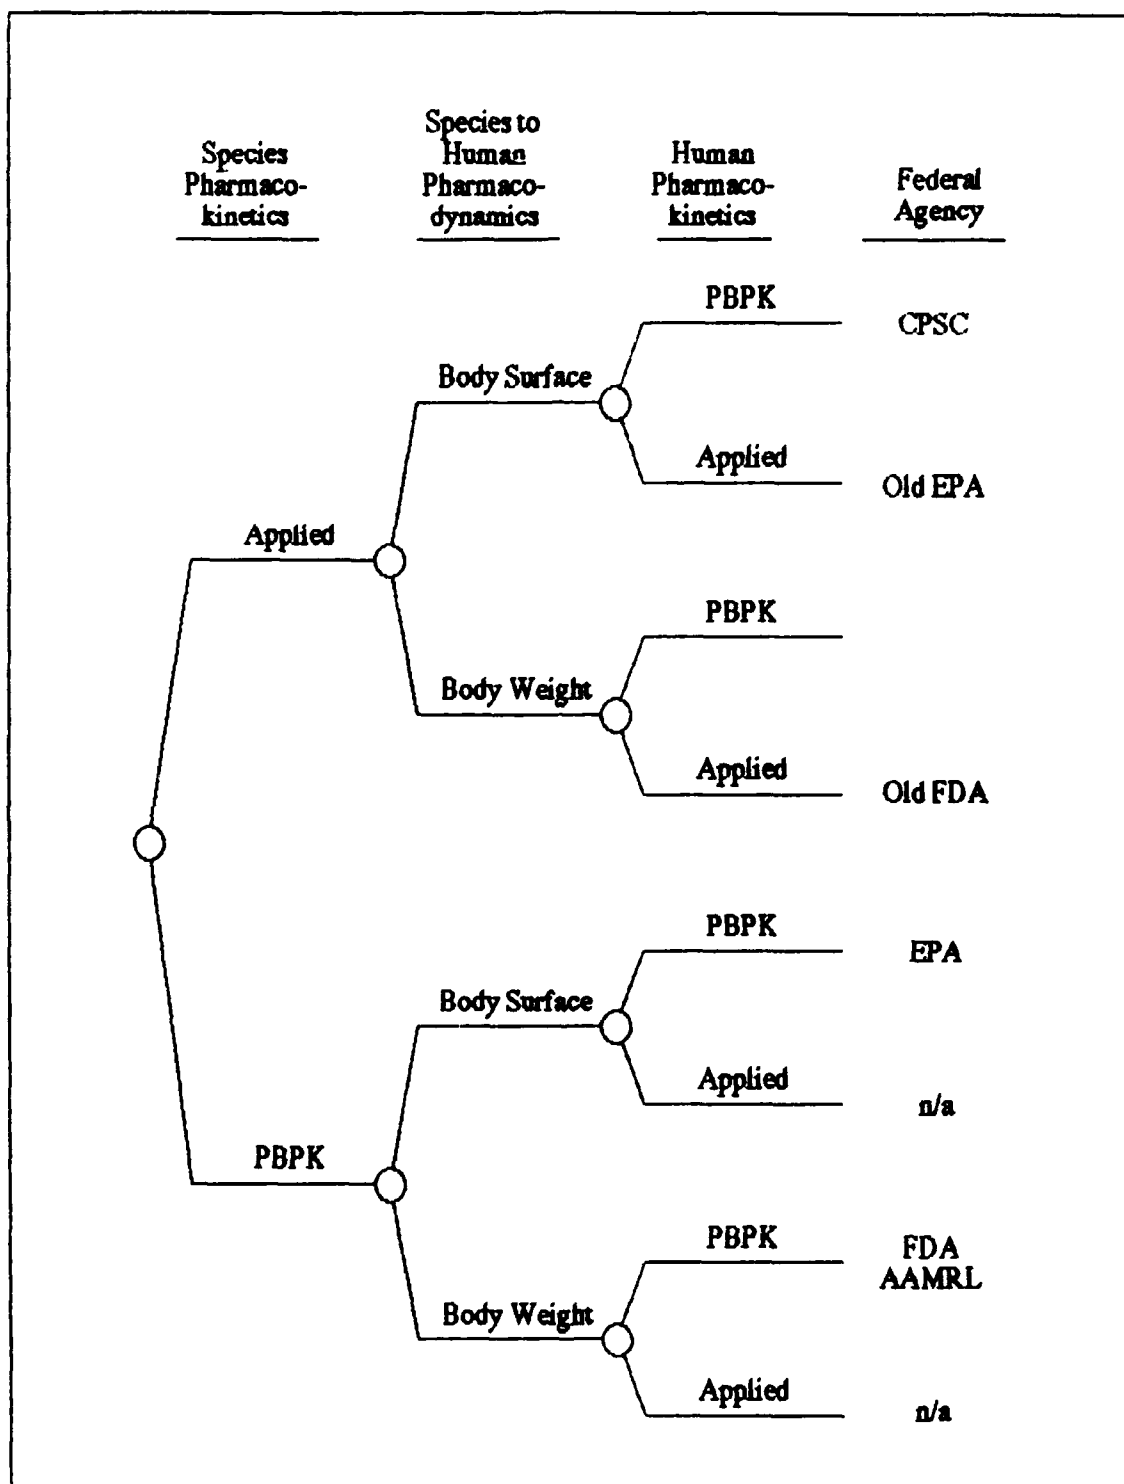 Species
Pharmaco-
kinetics
Species to
Human
Pharmaco-
dynamics
Human
Pharmaco-
kinetics
Federal
Agency
PBPK
CPSC
Body Surface
Applied
Old EPA
Applied
PBPK
Body Weight
Applied
Old FDA
PBPK
EPA
Body Surface
Applied
n/a
PBPK
PBPK
FDA
AAMRL
Body Weight
Applied
n/a